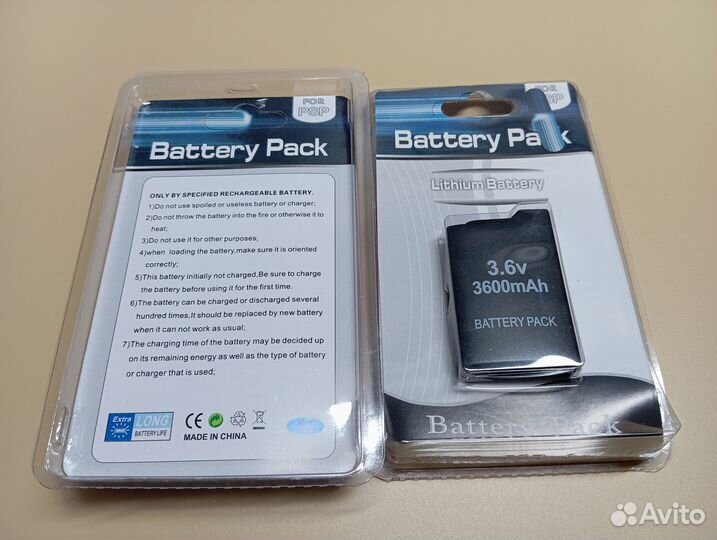 FOR
PSP
Battery Pack
ONLY BY SPECIFIED RECHARGEABLE BATTERY.
1)Do not use spoiled or useless battery or charger;
2)Do not throw the battery into the fire or otherwise it to
heat;
3)Do not use it for other purposes;
4)when loading the battery,make sure it is oriented
correctly;
5)This battery initially not charged,Be sure to charge
the battery before using it for the first time.
6)The battery can be charged or discharged several
hundred times,It should be replaced by new battery
when it can not work as usual;
7)The charging time of the battery may be decided up
on its remaining energy as well as the type of battery
or charger that is used;
Extra LONG
BATTERY LIFE
CE
MADE IN CHINA
FOR
PSP
Battery Pack
Lithium Battery
3.6v
3600mAh
BATTERY PACK
Battery Pack
Avito